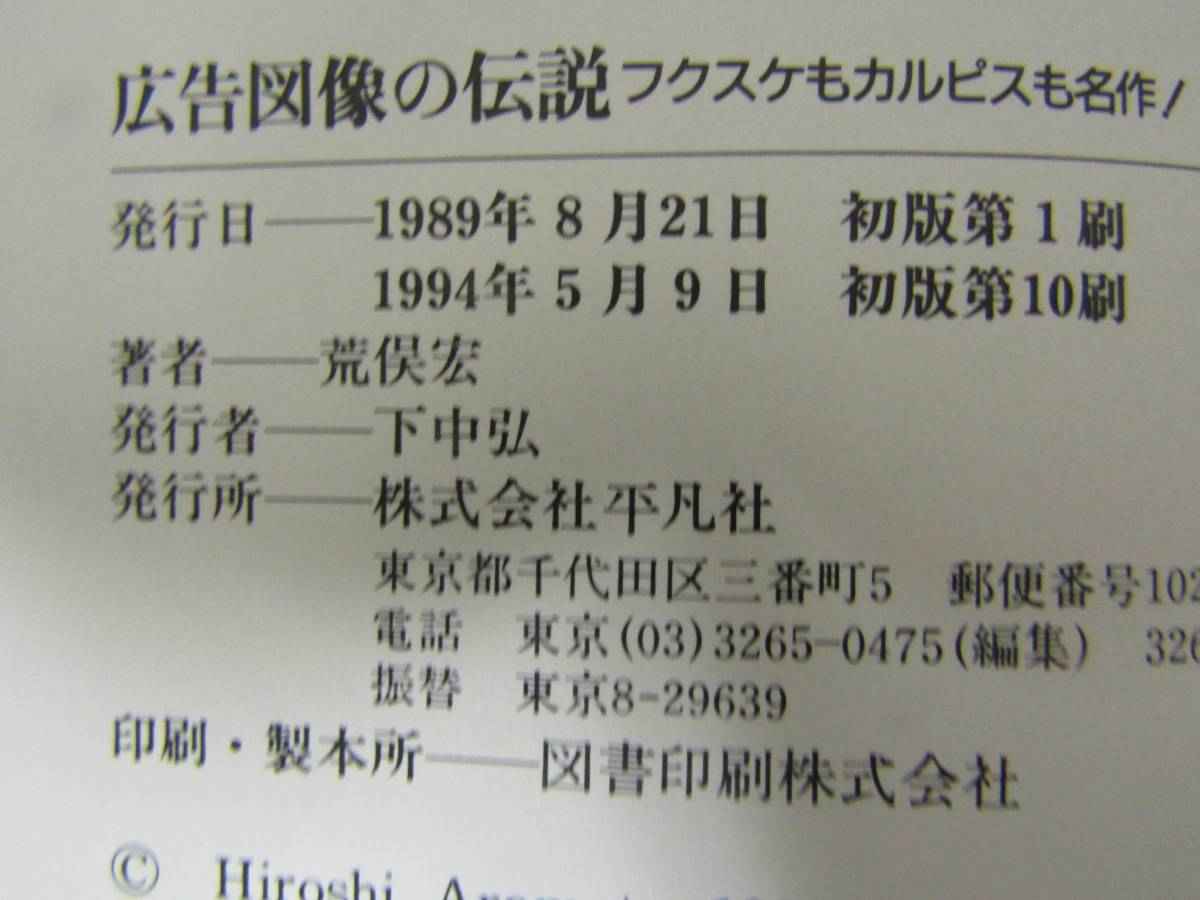 広告図像の伝説 フクスケもカルピスも名作!
発行日――1989年8月21日 初版第1刷
1994年5月9日 初版第10刷
著者――荒俣宏
発行者――下中弘
発行所――株式会社平凡社
東京都千代田区三番町5 郵便番号102
電話 東京(03)3265-0475(編集) 326
振替 東京8-29639
印刷・製本所――図書印刷株式会社
© Hiroshi